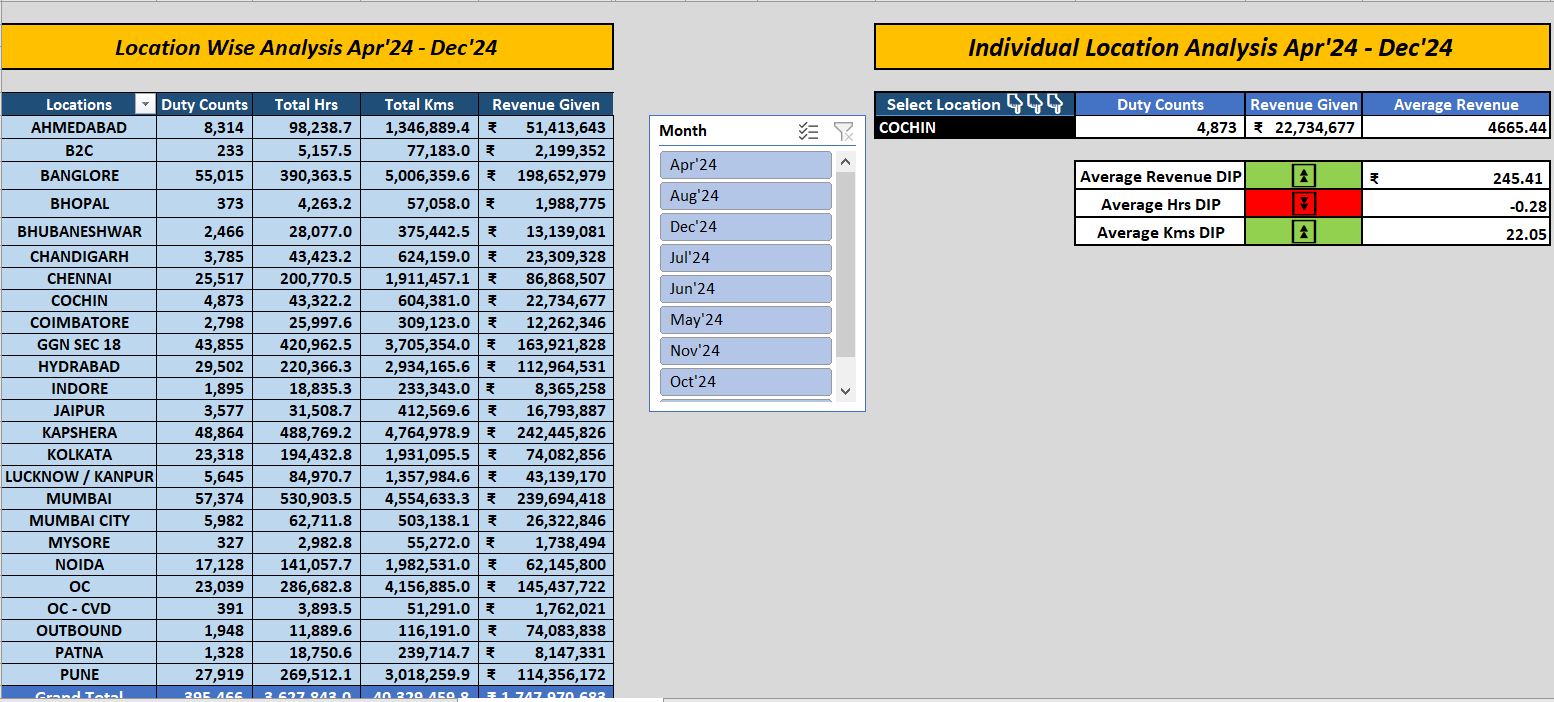 Location Wise Analysis Apr'24 - Dec'24
Locations Duty Counts Total Hrs Total Kms Revenue Given
AHMEDABAD 8,314 98,238.7 1,346,889.4 ₹ 51,413,643
B2C 233 5,157.5 77,183.0 ₹ 2,199,352
BANGLORE 55,015 390,363.5 5,006,359.6 ₹ 198,652,979
BHOPAL 373 4,263.2 57,058.0 ₹ 1,988,775
BHUBANESHWAR 2,466 28,077.0 375,442.5 ₹ 13,139,081
CHANDIGARH 3,785 43,423.2 624,159.0 ₹ 23,309,328
CHENNAI 25,517 200,770.5 1,911,457.1 ₹ 86,868,507
COCHIN 4,873 43,322.2 604,381.0 ₹ 22,734,677
COIMBATORE 2,798 25,997.6 309,123.0 ₹ 12,262,346
GGN SEC 18 43,855 420,962.5 3,705,354.0 ₹ 163,921,828
HYDRABAD 29,502 220,366.3 2,934,165.6 ₹ 112,964,531
INDORE 1,895 18,835.3 233,343.0 ₹ 8,365,258
JAIPUR 3,577 31,508.7 412,569.6 ₹ 16,793,887
KAPSHERA 48,864 488,769.2 4,764,978.9 ₹ 242,445,826
KOLKATA 23,318 194,432.8 1,931,095.5 ₹ 74,082,856
LUCKNOW / KANPUR 5,645 84,970.7 1,357,984.6 ₹ 43,139,170
MUMBAI 57,374 530,903.5 4,554,633.3 ₹ 239,694,418
MUMBAI CITY 5,982 62,711.8 503,138.1 ₹ 26,322,846
MYSORE 327 2,982.8 55,272.0 ₹ 1,738,494
NOIDA 17,128 141,057.7 1,982,531.0 ₹ 62,145,800
OC 23,039 286,682.8 4,156,885.0 ₹ 145,437,722
OC - CVD 391 3,893.5 51,291.0 ₹ 1,762,021
OUTBOUND 1,948 11,889.6 116,191.0 ₹ 74,083,838
PATNA 1,328 18,750.6 239,714.7 ₹ 8,147,331
PUNE 27,919 269,512.1 3,018,259.9 ₹ 114,356,172
Grand Total 395,466 3,627,843.0 40,329,459.8 ₹ 1,747,970,683
Month
Apr'24
Aug'24
Dec'24
Jul'24
Jun'24
May'24
Nov'24
Oct'24
Individual Location Analysis Apr'24 - Dec'24
Select Location Duty Counts Revenue Given Average Revenue
COCHIN 4,873 ₹ 22,734,677 4665.44
Average Revenue DIP ₹ 245.41
Average Hrs DIP -0.28
Average Kms DIP 22.05